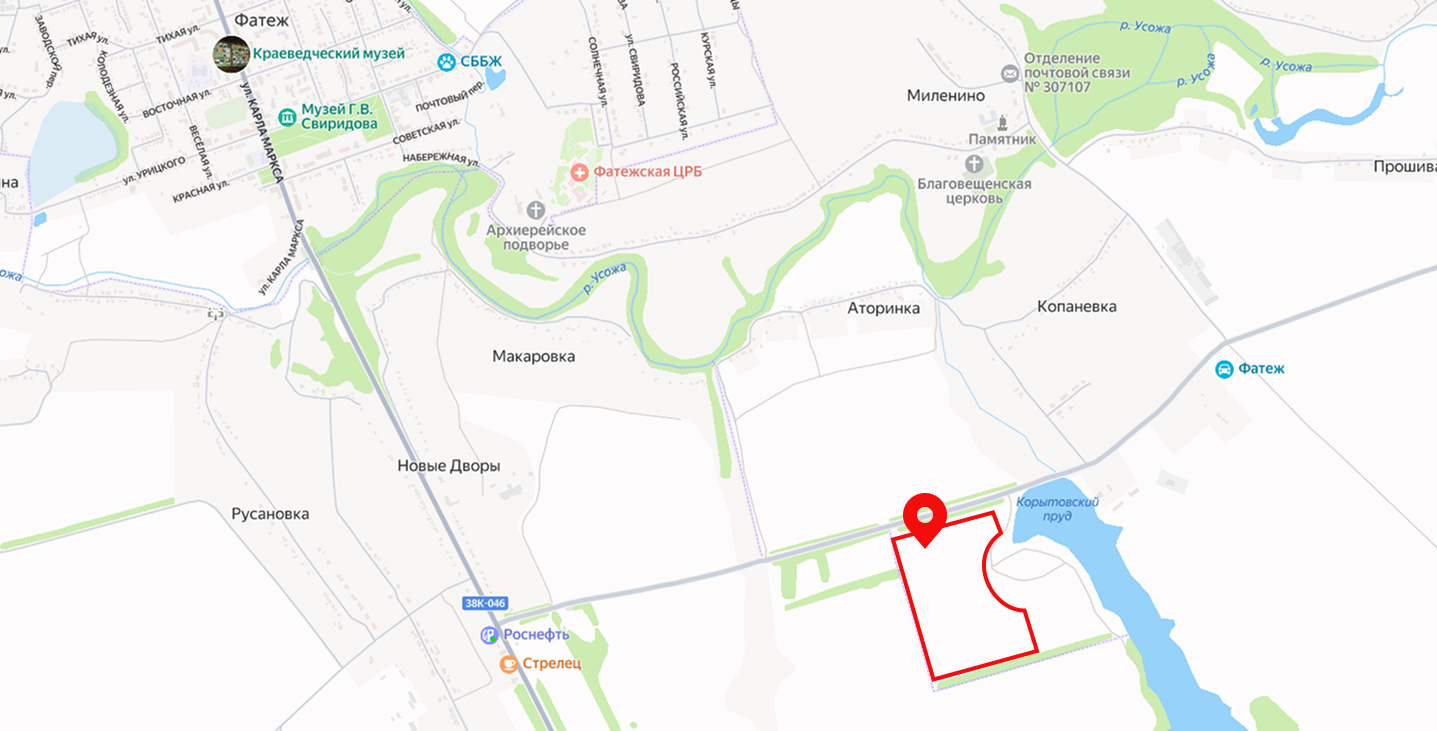 Фатеж
ЗАВОДСКОЙ пер.
ТИХАЯ ул.
ТИХАЯ ул.
КОЛОДЕЗНАЯ ул.
Краеведческий музей
СББЖ
ВОСТОЧНАЯ ул.
ул. КАРЛА МАРКСА
Музей Г.В.
Свиридова
ПОЧТОВЫЙ пер.
СОВЕТСКАЯ ул.
ВЕСЁЛАЯ ул.
НАБЕРЕЖНАЯ ул.
ул. УРИЦКОГО
КРАСНАЯ ул.
СОЛНЕЧНАЯ ул.
ул. СВИРИДОВА
РОССИЙСКАЯ ул.
КУРСКАЯ ул.
Фатежская ЦРБ
Архиерейское
подворье
ул. КАРЛА МАРКСА
р. Усожа
Миленино
Отделение
почтовой связи
№ 307107
Памятник
Благовещенская
церковь
р. Усожа
р. Усожа
р. Усожа
Прошива
Аторинка
Копаневка
Макаровка
Фатеж
Новые Дворы
Русановка
Корытовский
пруд
38К-046
Роснефть
Стрелец